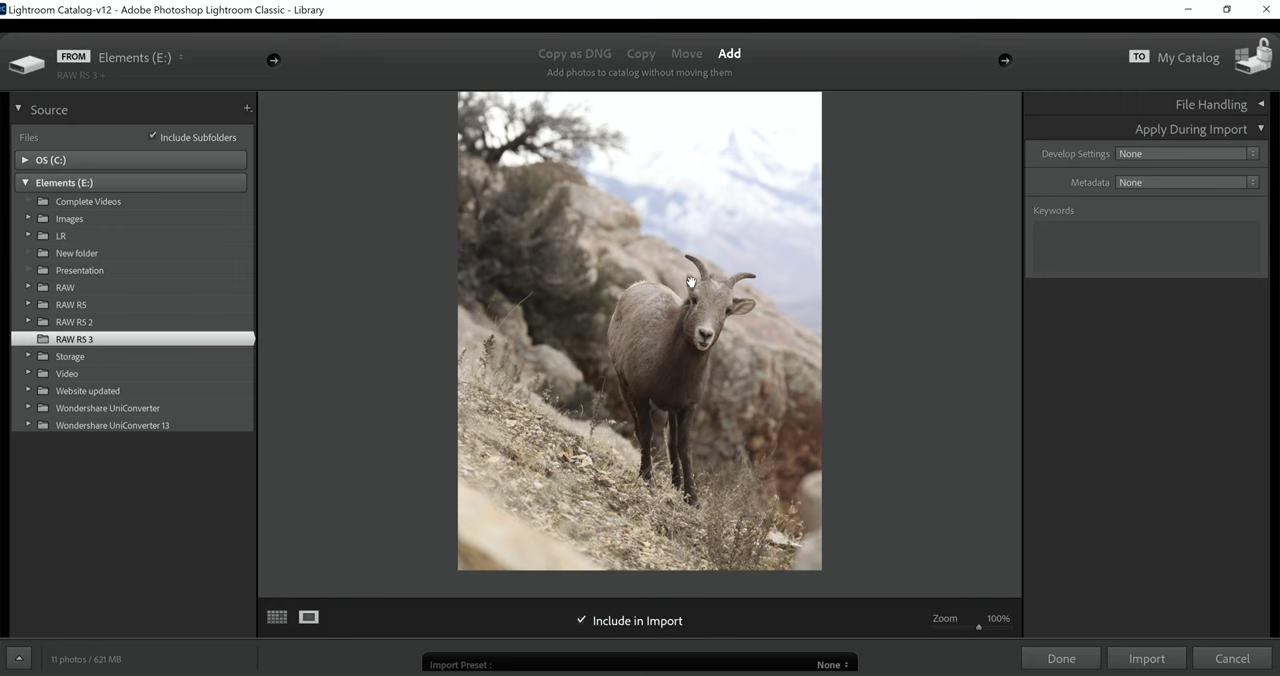 Lightroom Catalog-v12 - Adobe Photoshop Lightroom Classic - Library
FROM Elements (E:)
RAW RS 3 +
Copy as DNG Copy Move Add
Add photos to catalog without moving them
TO My Catalog
Source
Files Include Subfolders
OS (C:)
Elements (E:)
Complete Videos
Images
LR
New folder
Presentation
RAW
RAW RS
RAW RS 2
RAW RS 3
Storage
Video
Website updated
Wondershare UniConverter
Wondershare UniConverter 13
File Handling
Apply During Import
Develop Settings None
Metadata None
Keywords
Include in Import
Zoom 100%
11 photos / 621 MB
Import Preset : None
Done Import Cancel